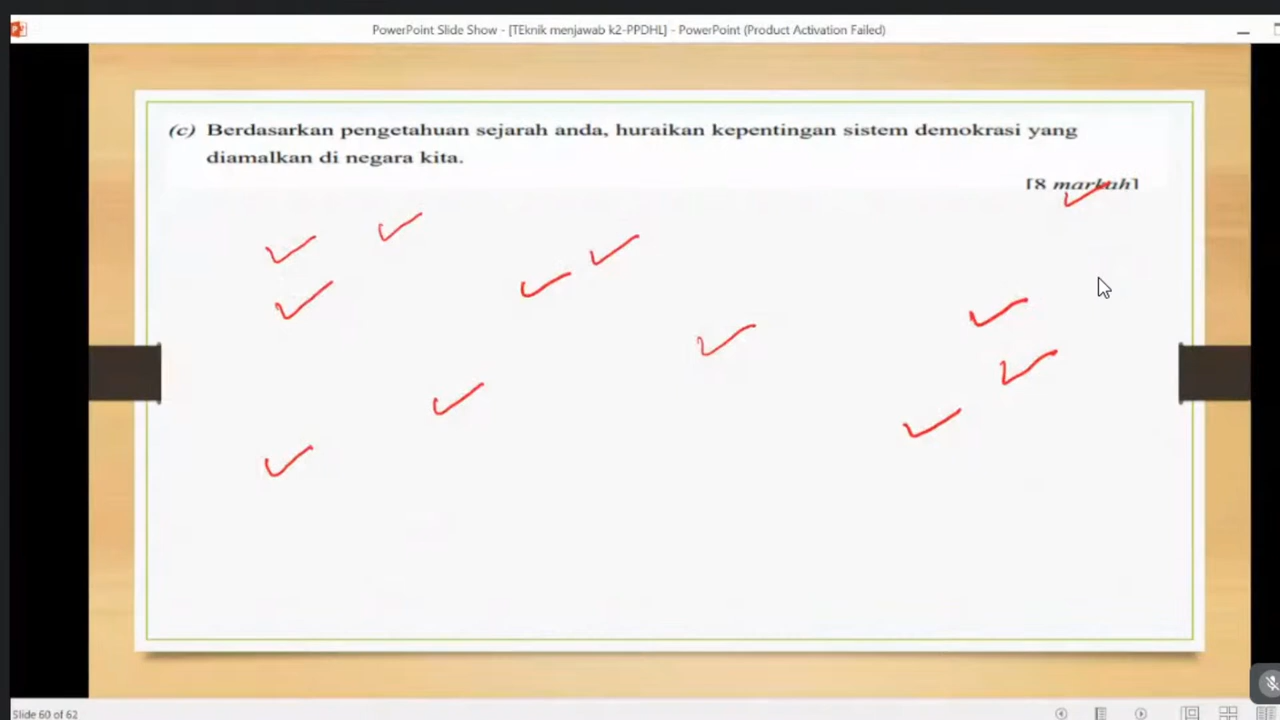 PowerPoint Slide Show - [TEknik menjawab k2-PPDHL] - PowerPoint (Product Activation Failed)
(c) Berdasarkan pengetahuan sejarah anda, huraikan kepentingan sistem demokrasi yang
diamalkan di negara kita.
[8 markah]
Slide 60 of 62